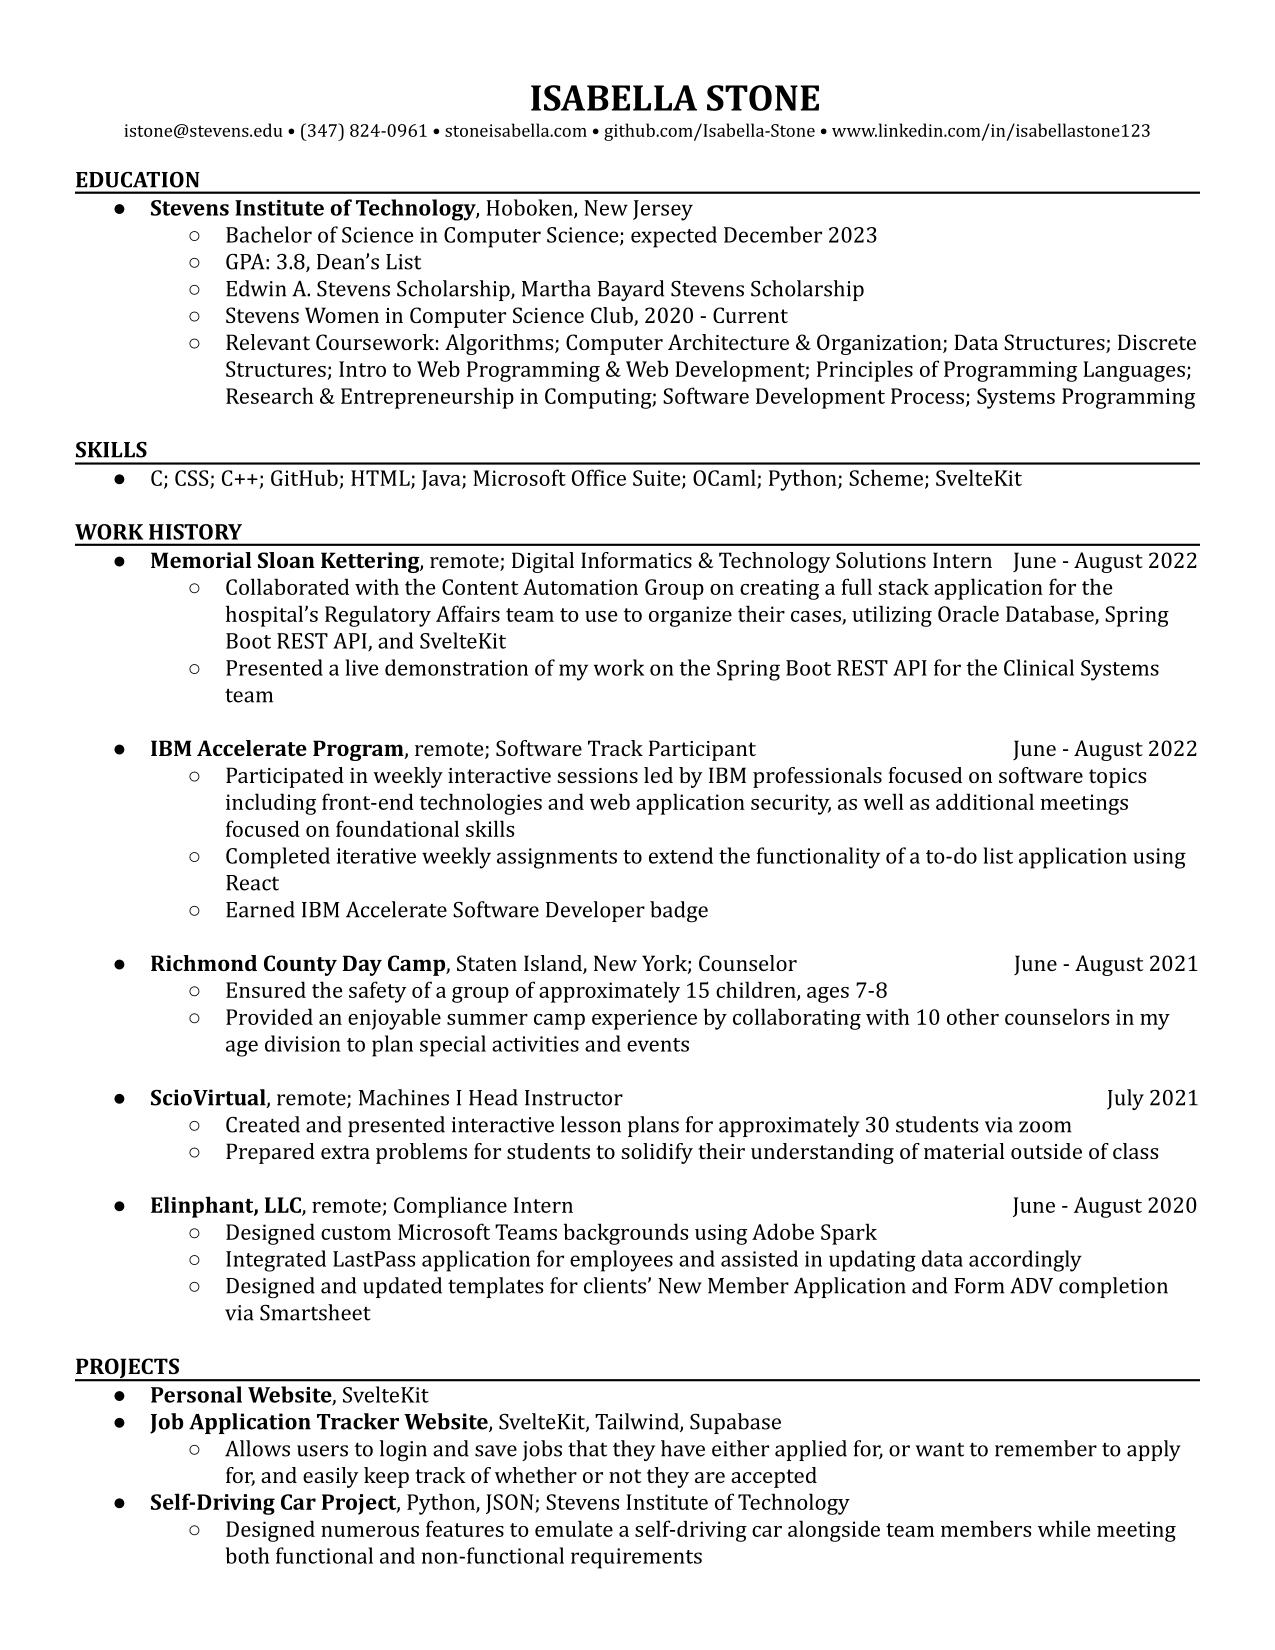 ISABELLA STONE
istone@stevens.edu • (347) 824-0961 • stoneisabella.com • github.com/Isabella-Stone • www.linkedin.com/in/isabellastone123
EDUCATION
● Stevens Institute of Technology, Hoboken, New Jersey
○ Bachelor of Science in Computer Science; expected December 2023
○ GPA: 3.8, Dean’s List
○ Edwin A. Stevens Scholarship, Martha Bayard Stevens Scholarship
○ Stevens Women in Computer Science Club, 2020 - Current
○ Relevant Coursework: Algorithms; Computer Architecture & Organization; Data Structures; Discrete
Structures; Intro to Web Programming & Web Development; Principles of Programming Languages;
Research & Entrepreneurship in Computing; Software Development Process; Systems Programming
SKILLS
● C; CSS; C++; GitHub; HTML; Java; Microsoft Office Suite; OCaml; Python; Scheme; SvelteKit
WORK HISTORY
● Memorial Sloan Kettering, remote; Digital Informatics & Technology Solutions Intern June - August 2022
○ Collaborated with the Content Automation Group on creating a full stack application for the
hospital’s Regulatory Affairs team to use to organize their cases, utilizing Oracle Database, Spring
Boot REST API, and SvelteKit
○ Presented a live demonstration of my work on the Spring Boot REST API for the Clinical Systems
team
● IBM Accelerate Program, remote; Software Track Participant June - August 2022
○ Participated in weekly interactive sessions led by IBM professionals focused on software topics
including front-end technologies and web application security, as well as additional meetings
focused on foundational skills
○ Completed iterative weekly assignments to extend the functionality of a to-do list application using
React
○ Earned IBM Accelerate Software Developer badge
● Richmond County Day Camp, Staten Island, New York; Counselor June - August 2021
○ Ensured the safety of a group of approximately 15 children, ages 7-8
○ Provided an enjoyable summer camp experience by collaborating with 10 other counselors in my
age division to plan special activities and events
● ScioVirtual, remote; Machines I Head Instructor July 2021
○ Created and presented interactive lesson plans for approximately 30 students via zoom
○ Prepared extra problems for students to solidify their understanding of material outside of class
● Elinphant, LLC, remote; Compliance Intern June - August 2020
○ Designed custom Microsoft Teams backgrounds using Adobe Spark
○ Integrated LastPass application for employees and assisted in updating data accordingly
○ Designed and updated templates for clients’ New Member Application and Form ADV completion
via Smartsheet
PROJECTS
● Personal Website, SvelteKit
● Job Application Tracker Website, SvelteKit, Tailwind, Supabase
○ Allows users to login and save jobs that they have either applied for, or want to remember to apply
for, and easily keep track of whether or not they are accepted
● Self-Driving Car Project, Python, JSON; Stevens Institute of Technology
○ Designed numerous features to emulate a self-driving car alongside team members while meeting
both functional and non-functional requirements